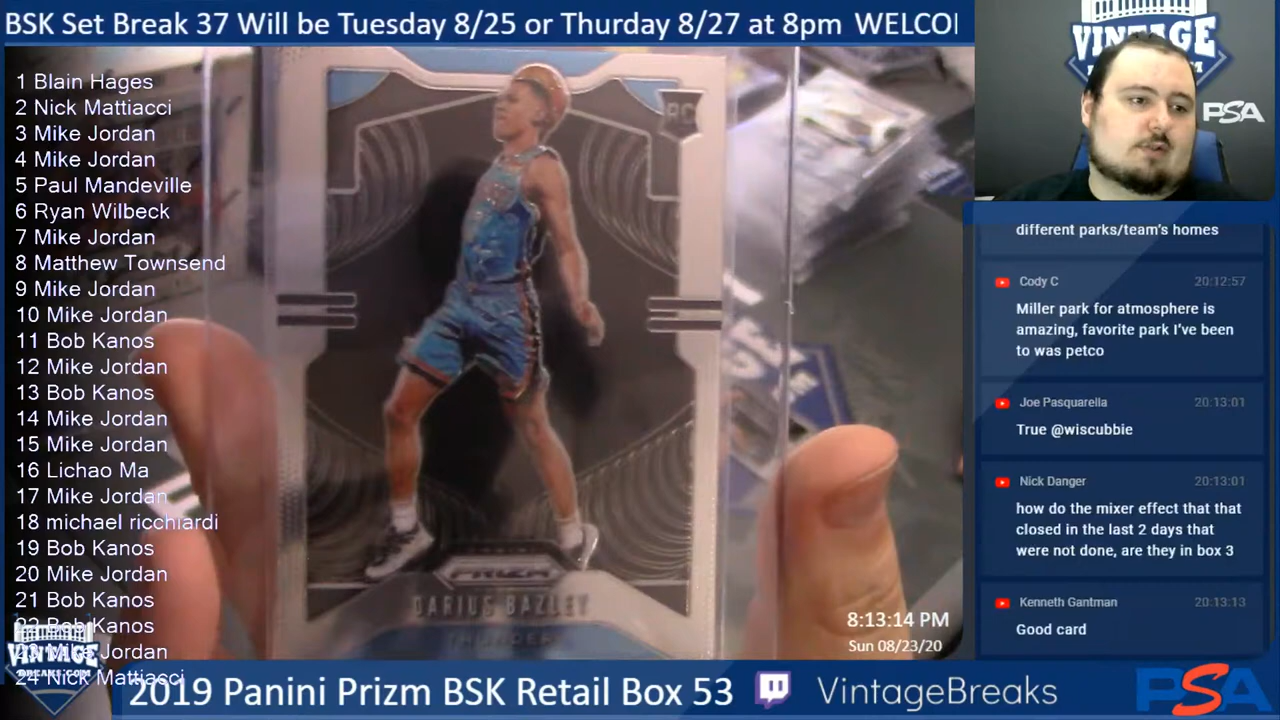 BSK Set Break 37 Will be Tuesday 8/25 or Thurday 8/27 at 8pm WELCOI
VINTAGE
PSA
1 Blain Hages
2 Nick Mattiacci
3 Mike Jordan
4 Mike Jordan
5 Paul Mandeville
6 Ryan Wilbeck
7 Mike Jordan
8 Matthew Townsend
9 Mike Jordan
10 Mike Jordan
11 Bob Kanos
12 Mike Jordan
13 Bob Kanos
14 Mike Jordan
15 Mike Jordan
16 Lichao Ma
17 Mike Jordan
18 michael ricchiardi
19 Bob Kanos
20 Mike Jordan
21 Bob Kanos
22 Bob Kanos
23 Mike Jordan
24 Nick Mattiacci
VINTAGE
BREAKS.COM
RC
PRIZM
DARIUS BAZLEY
THUNDER
8:13:14 PM
Sun 08/23/20
different parks/team's homes
Cody C 20:12:57
Miller park for atmosphere is
amazing, favorite park I've been
to was petco
Joe Pasquarella 20:13:01
True @wiscubbie
Nick Danger 20:13:01
how do the mixer effect that that
closed in the last 2 days that
were not done, are they in box 3
Kenneth Gantman 20:13:13
Good card
2019 Panini Prizm BSK Retail Box 53
VintageBreaks
PSA